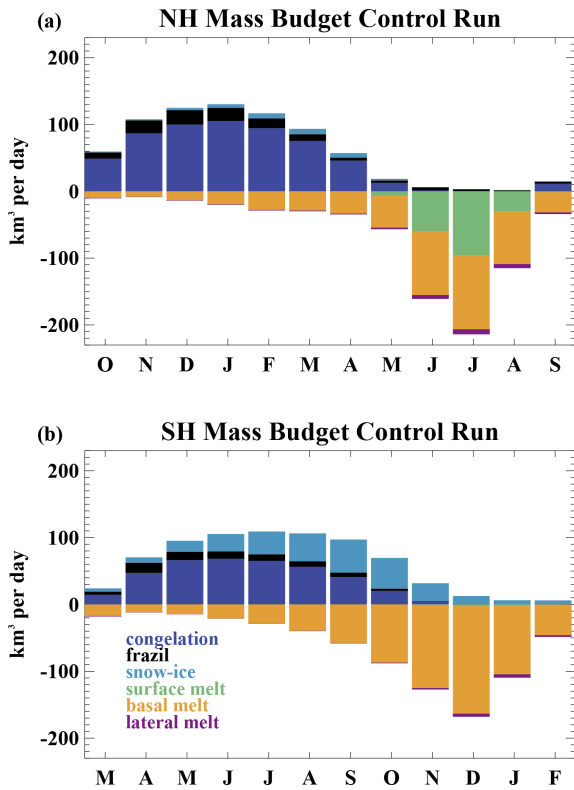 (a) NH Mass Budget Control Run
200
100
0
-100
-200
km³ per day
O N D J F M A M J J A S
(b) SH Mass Budget Control Run
200
100
0
-100
-200
km³ per day
congelation
frazil
snow-ice
surface melt
basal melt
lateral melt
M A M J J A S O N D J F